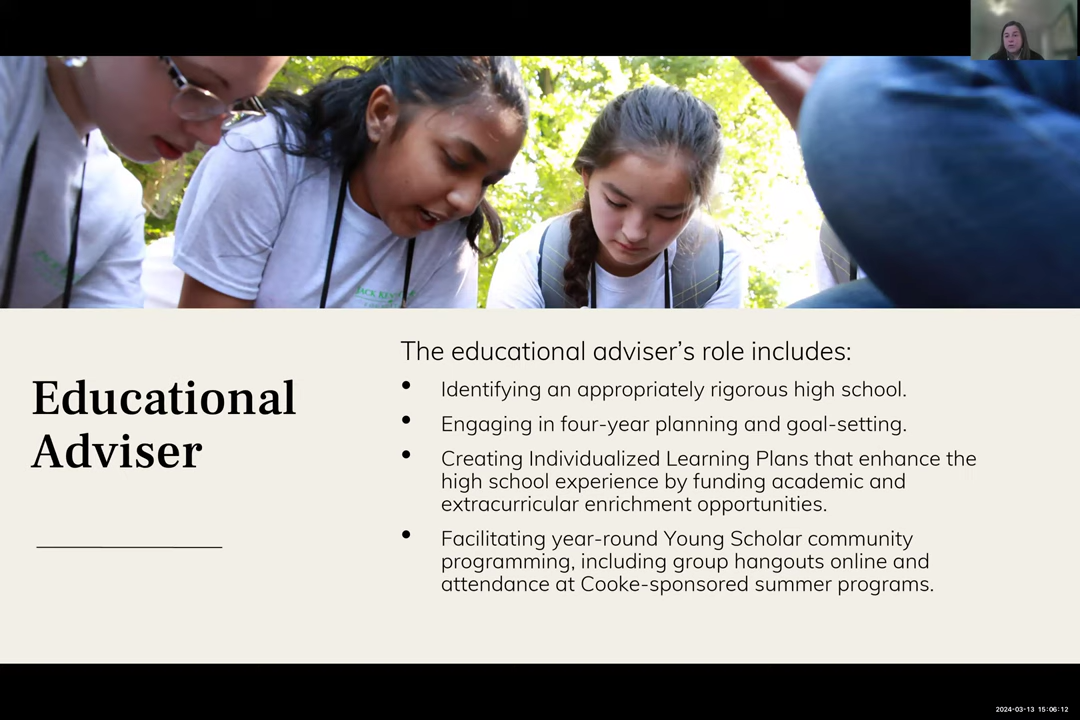 Educational
Adviser
The educational adviser’s role includes:
• Identifying an appropriately rigorous high school.
• Engaging in four-year planning and goal-setting.
• Creating Individualized Learning Plans that enhance the
high school experience by funding academic and
extracurricular enrichment opportunities.
• Facilitating year-round Young Scholar community
programming, including group hangouts online and
attendance at Cooke-sponsored summer programs.
2024-03-13 15:06:12